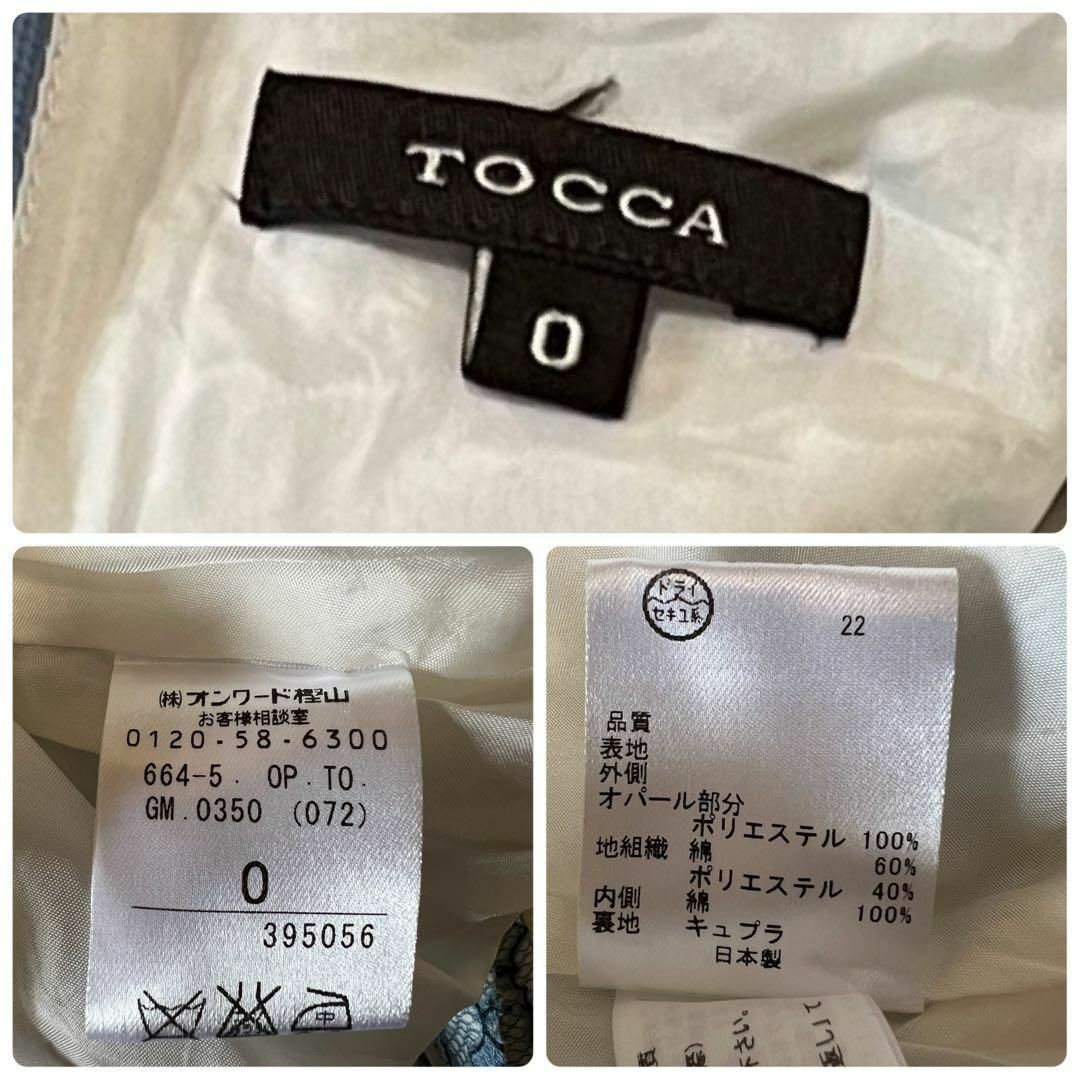 TOCCA
0
(株)オンワード樫山
お客様相談室
0120-58-6300
664-5. OP.TO.
GM.0350 (072)
0
395056
中
ドライ
セキユ系
22
品質
表地
外側
オパール部分
ポリエステル 100%
地組織 綿 60%
ポリエステル 40%
内側 綿 100%
裏地 キュプラ
日本製